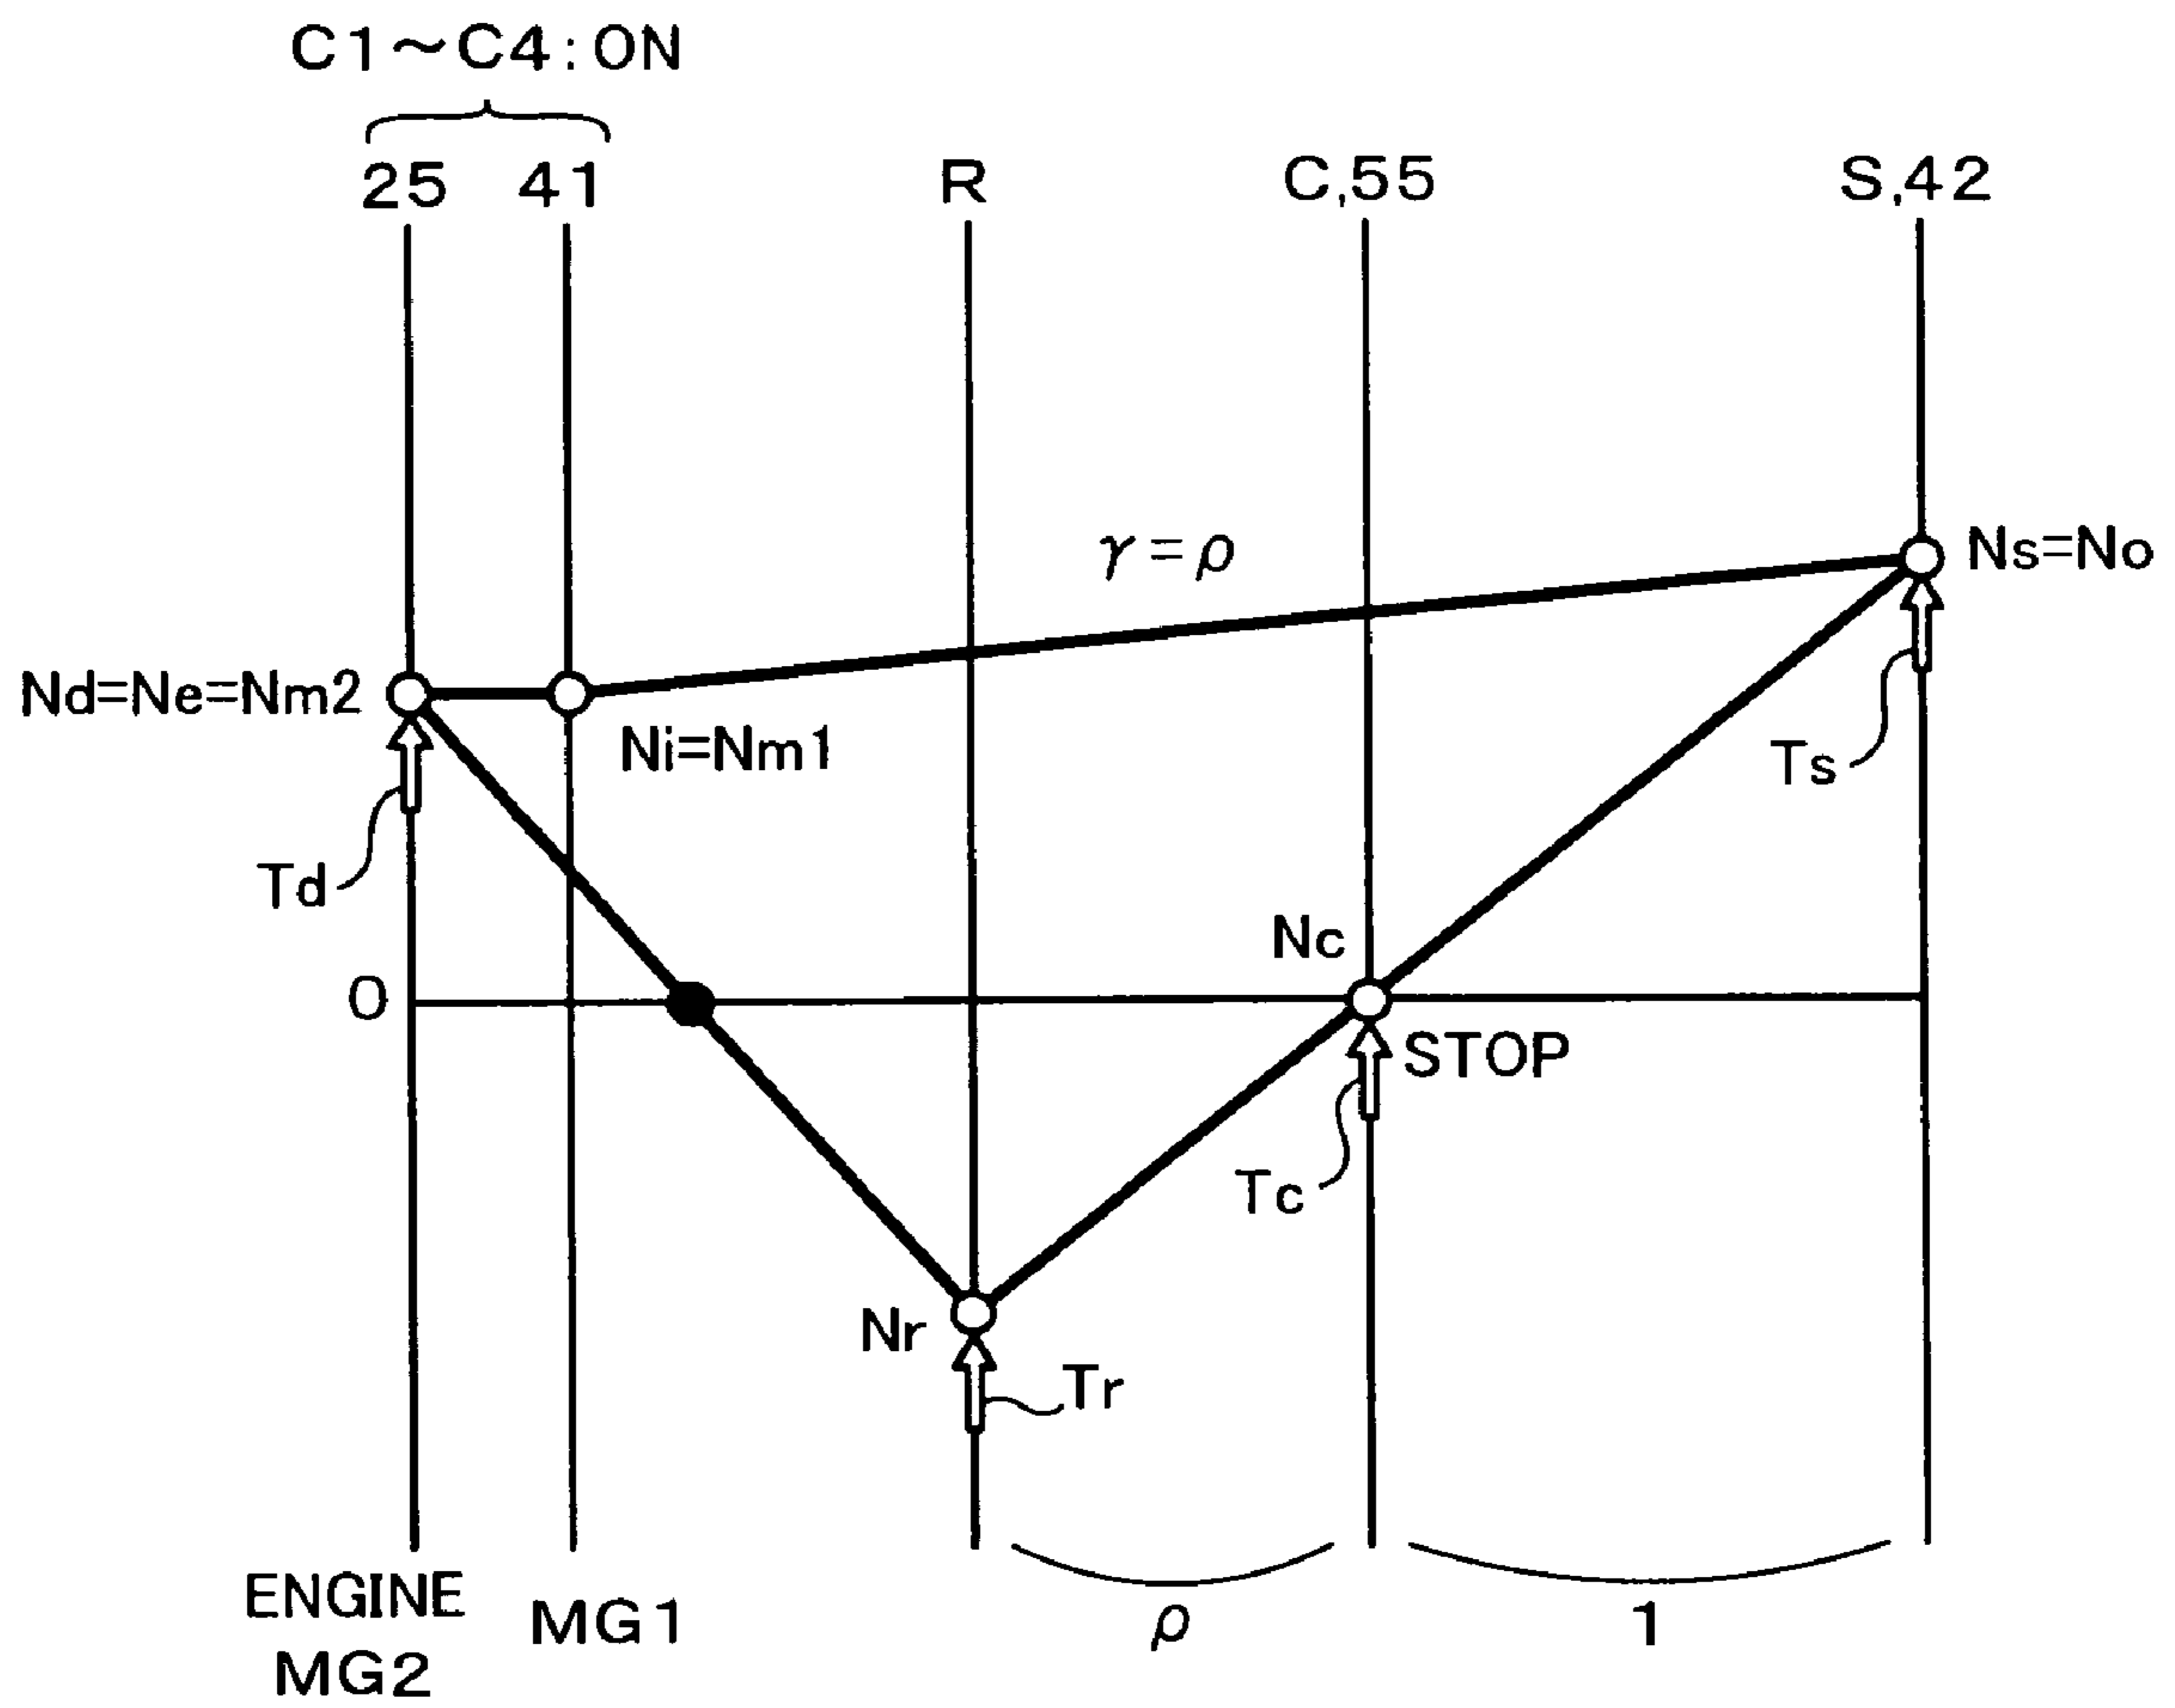 C1~C4:ON
25 41 R C,55 S,42
γ=ρ
Ns=No
Nd=Ne=Nm2
Ni=Nm1
Ts
Td
Nc
0
STOP
Tc
Nr
Tr
ENGINE
MG2
MG1
ρ
1